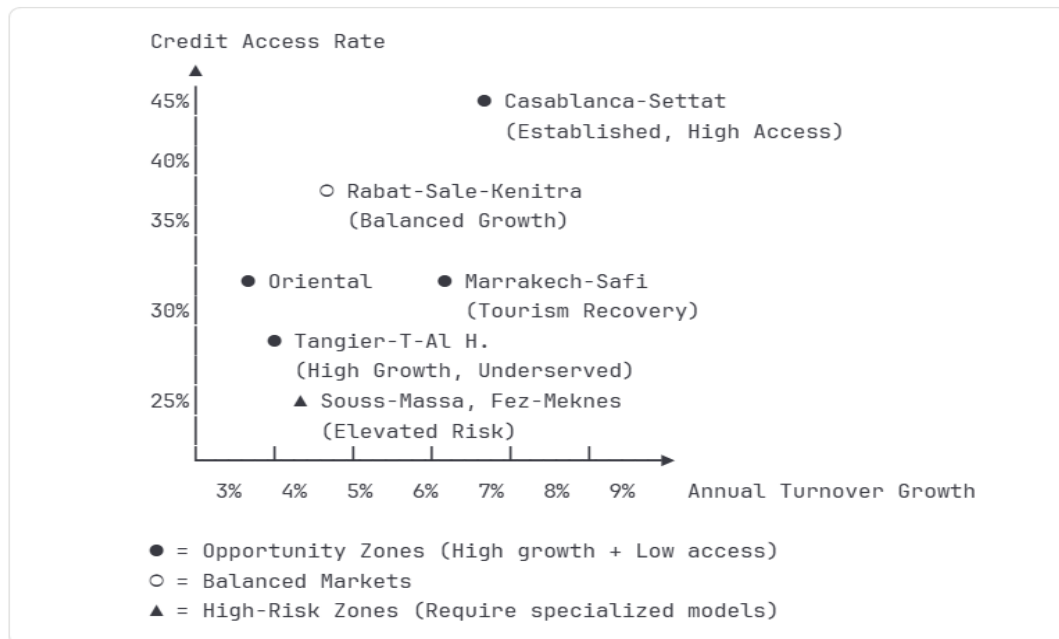 Credit Access Rate
▲
45% ● Casablanca-Settat
(Established, High Access)
40%
○ Rabat-Sale-Kenitra
35% (Balanced Growth)
● Oriental ● Marrakech-Safi
30% (Tourism Recovery)
● Tangier-T-Al H.
(High Growth, Underserved)
25% ▲ Souss-Massa, Fez-Meknes
(Elevated Risk)
3% 4% 5% 6% 7% 8% 9% Annual Turnover Growth
● = Opportunity Zones (High growth + Low access)
○ = Balanced Markets
▲ = High-Risk Zones (Require specialized models)